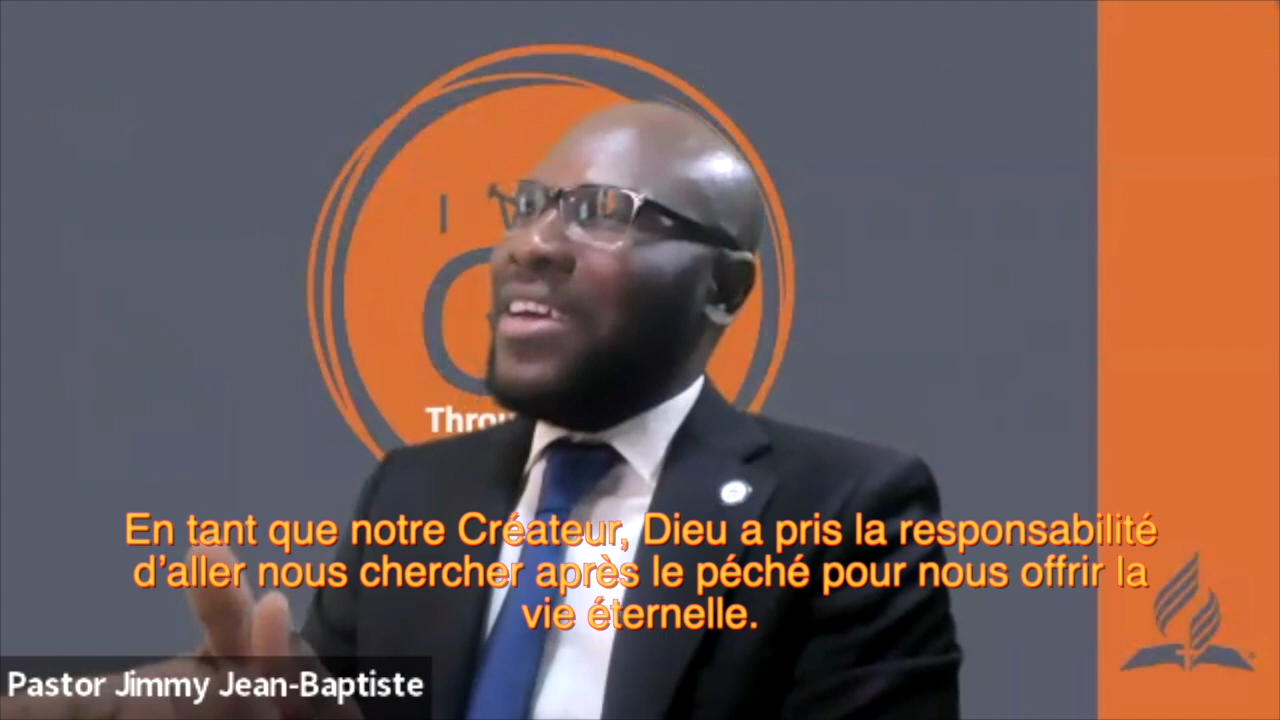 I
Throu
En tant que notre Créateur, Dieu a pris la responsabilité
d’aller nous chercher après le péché pour nous offrir la
vie éternelle.
Pastor Jimmy Jean-Baptiste